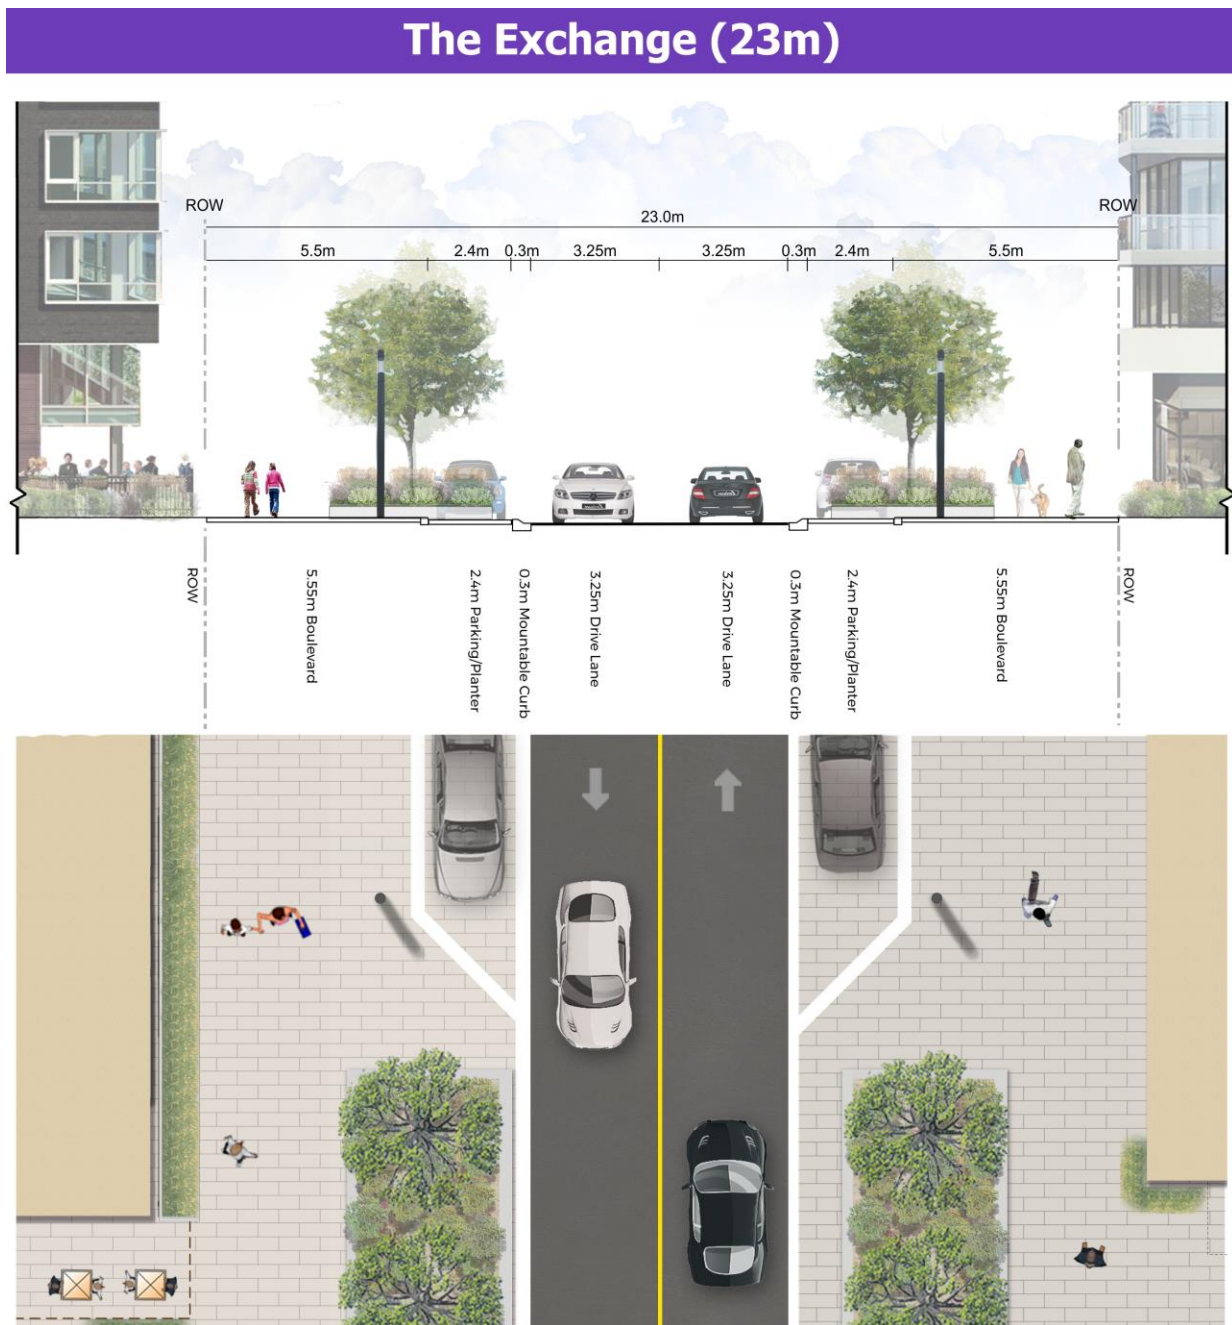 The Exchange (23m)
ROW
23.0m
ROW
5.5m 2.4m 0.3m 3.25m 3.25m 0.3m 2.4m 5.5m
ROW
5.55m Boulevard
2.4m Parking/Planter
0.3m Mountable Curb
3.25m Drive Lane
3.25m Drive Lane
0.3m Mountable Curb
2.4m Parking/Planter
5.55m Boulevard
ROW